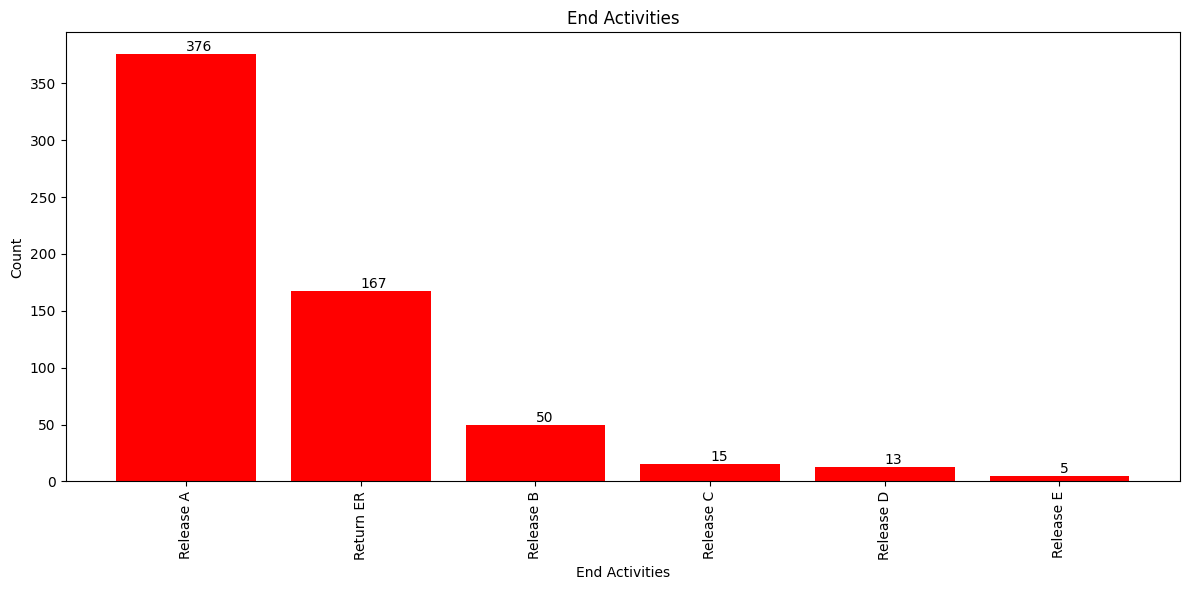 End Activities
376
350
300
250
200
150
100
50
0
Count
167
50
15
13
5
Release A
Return ER
Release B
Release C
Release D
Release E
End Activities